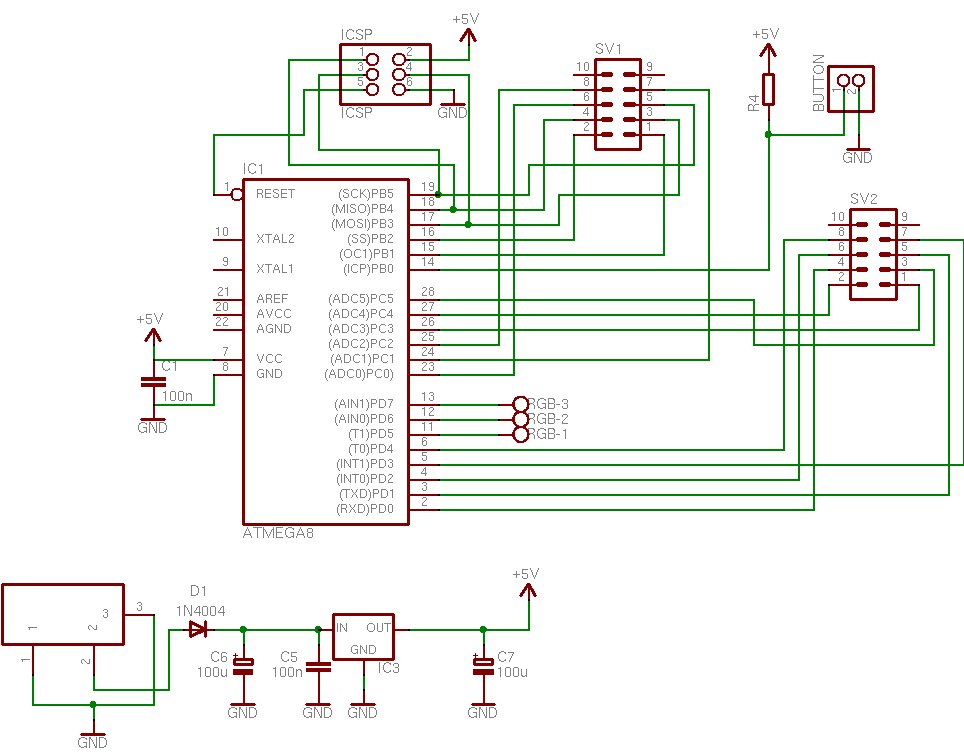 ICSP
+5V
1 2
3 4
5 6
ICSP
GND
SV1
10 9
8 7
6 5
4 3
2 1
+5V
R4
BUTTON
1
2
GND
SV2
10 9
8 7
6 5
4 3
2 1
IC1
1 RESET
10 XTAL2
9 XTAL1
21 AREF
20 AVCC
22 AGND
7 VCC
8 GND
(SCK)PB5 19
(MISO)PB4 18
(MOSI)PB3 17
(SS)PB2 16
(OC1)PB1 15
(ICP)PB0 14
(ADC5)PC5 28
(ADC4)PC4 27
(ADC3)PC3 26
(ADC2)PC2 25
(ADC1)PC1 24
(ADC0)PC0) 23
(AIN1)PD7 13
(AIN0)PD6 12
(T1)PD5 11
(T0)PD4 6
(INT1)PD3 5
(INT0)PD2 4
(TXD)PD1 3
(RXD)PD0 2
ATMEGA8
RGB-3
RGB-2
RGB-1
+5V
C1
100n
GND
3 3
1 2
1 2
GND
D1
1N4004
C6
+
100u
GND
C5
100n
GND
IN OUT
GND
IC3
GND
+5V
C7
+
100u
GND